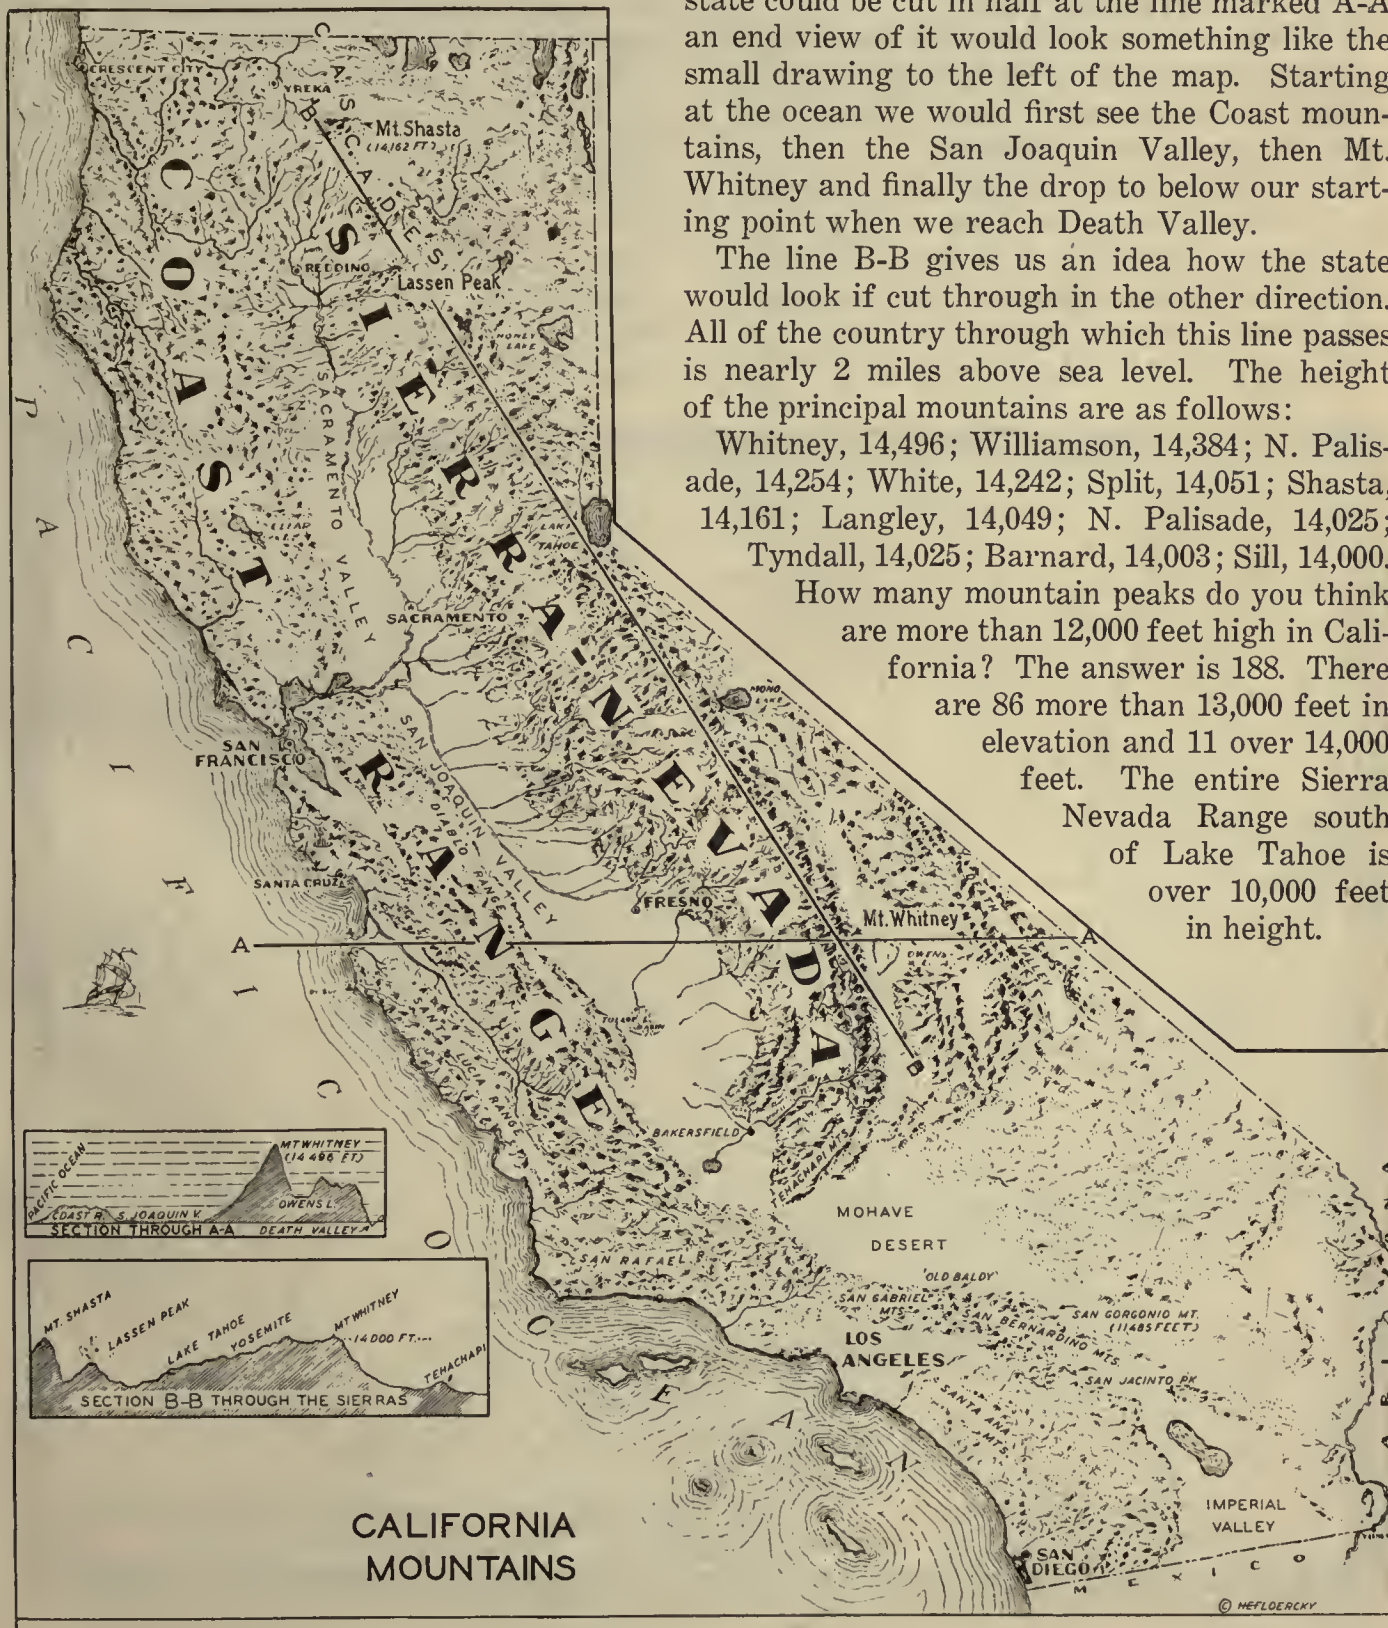 state could be cut in half at the line marked A-A
an end view of it would look something like the
small drawing to the left of the map. Starting
at the ocean we would first see the Coast moun-
tains, then the San Joaquin Valley, then Mt.
Whitney and finally the drop to below our start-
ing point when we reach Death Valley.
The line B-B gives us an idea how the state
would look if cut through in the other direction.
All of the country through which this line passes
is nearly 2 miles above sea level. The height
of the principal mountains are as follows:
Whitney, 14,496; Williamson, 14,384; N. Palis-
ade, 14,254; White, 14,242; Split, 14,051; Shasta,
14,161; Langley, 14,049; N. Palisade, 14,025;
Tyndall, 14,025; Barnard, 14,003; Sill, 14,000.
How many mountain peaks do you think
are more than 12,000 feet high in Cali-
fornia? The answer is 188. There
are 86 more than 13,000 feet in
elevation and 11 over 14,000
feet. The entire Sierra
Nevada Range south
of Lake Tahoe is
over 10,000 feet
in height.
CRESCENT CITY
YREKA
CASCADES
B
Mt. Shasta
(14,162 FT)
COAST RANGE
SIERRA-NEVADA
REDDING
Lassen Peak
HONEY
LAKE
SACRAMENTO VALLEY
CLEAR
LAKE
TAHOE
SACRAMENTO
MONO
SAN
FRANCISCO
SAN JOAQUIN VALLEY
DIABLO RANGE
SANTA CRUZ
FRESNO
Mt. Whitney
A
A
OWENS
B
LUCIA RANGE
BAKERSFIELD
TEHACHAPI MTS
MOHAVE
DESERT
SAN RAFAEL R.
'OLD BALDY'
SAN GABRIEL
MTS.
SAN BERNARDINO MTS.
SAN GORGONIO MT.
(11485 FEET)
LOS
ANGELES
SAN JACINTO PK
SANTA ANA
MTS.
IMPERIAL
VALLEY
SAN
DIEGO
MEXICO
PACIFIC OCEAN
PACIFIC OCEAN
MT WHITNEY
(14 496 FT)
COAST R. S. JOAQUIN V.
OWENS L.
SECTION THROUGH A-A
DEATH VALLEY
MT. SHASTA
LASSEN PEAK
LAKE TAHOE
YOSEMITE
MT WHITNEY
14 000 FT.
TEHACHAPI
SECTION B-B THROUGH THE SIERRAS
CALIFORNIA
MOUNTAINS
© HEFLOERCKY